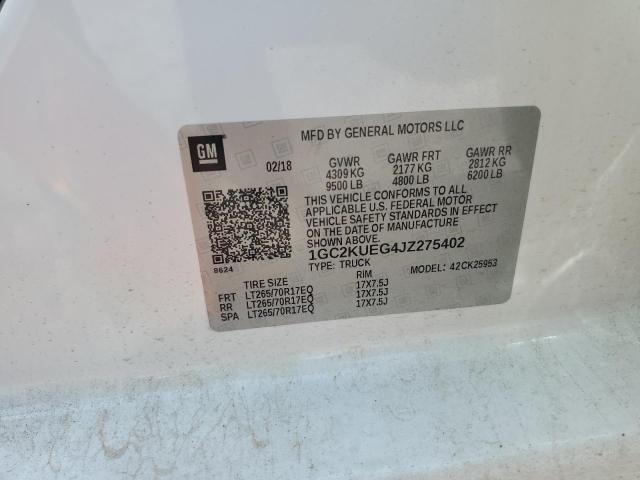 GM
MFD BY GENERAL MOTORS LLC
02/18 GVWR GAWR FRT GAWR RR
4309 KG 2177 KG 2812 KG
9500 LB 4800 LB 6200 LB
THIS VEHICLE CONFORMS TO ALL
APPLICABLE U.S. FEDERAL MOTOR
VEHICLE SAFETY STANDARDS IN EFFECT
ON THE DATE OF MANUFACTURE
SHOWN ABOVE.
1GC2KUEG4JZ275402
TYPE: TRUCK MODEL: 42CK25953
8624
TIRE SIZE RIM
FRT LT265/70R17EQ 17X7.5J
RR LT265/70R17EQ 17X7.5J
SPA LT265/70R17EQ 17X7.5J